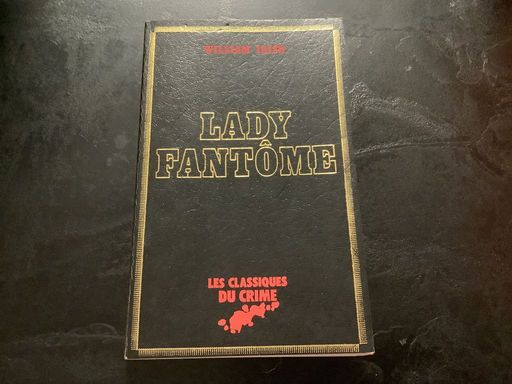 WILLIAM IRISH
LADY
FANTÔME
LES CLASSIQUES
DU CRIME